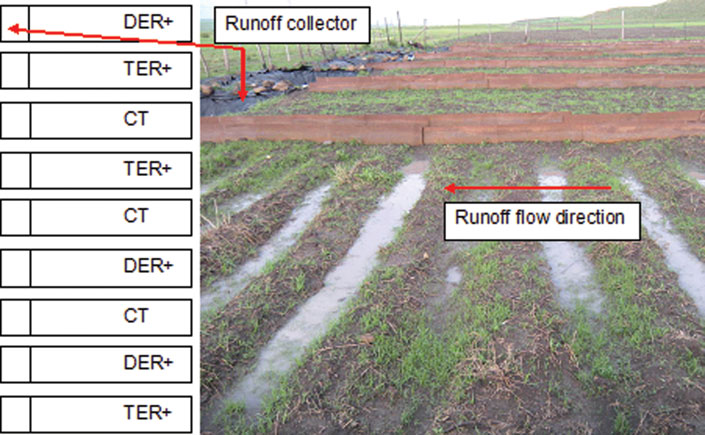 DER+
TER+
CT
TER+
CT
DER+
CT
DER+
TER+
Runoff collector
Runoff flow direction